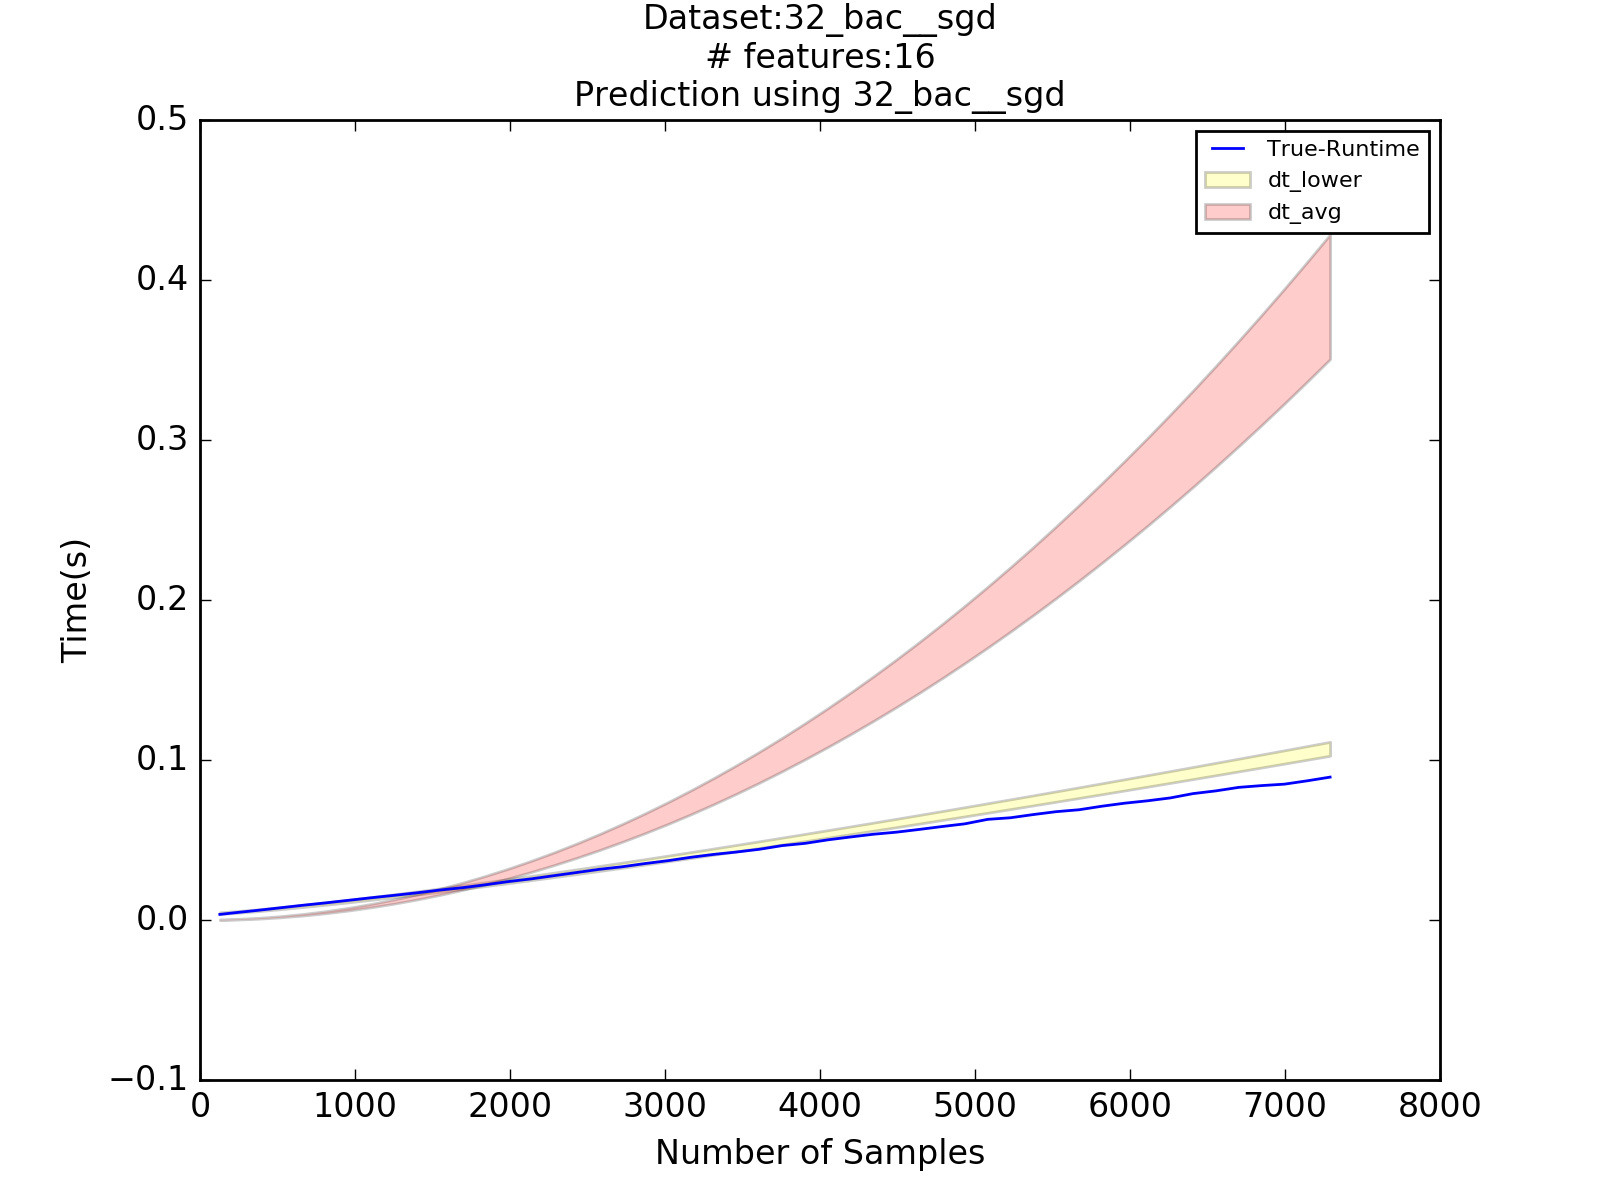 Dataset:32_bac__sgd
# features:16
Prediction using 32_bac__sgd
0.5
0.4
0.3
0.2
0.1
0.0
−0.1
Time(s)
True-Runtime
dt_lower
dt_avg
0 1000 2000 3000 4000 5000 6000 7000 8000
Number of Samples